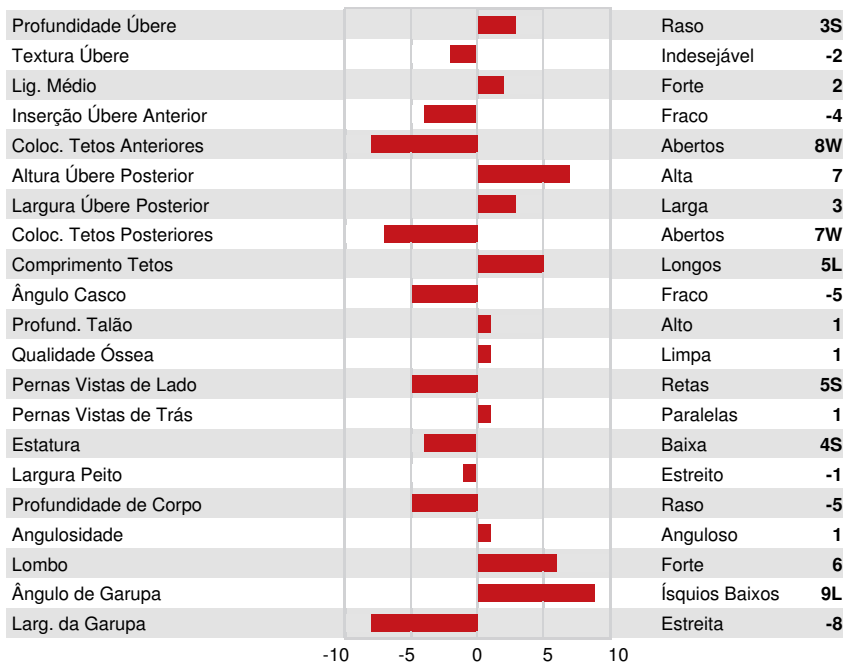 Profundidade Úbere Raso 3S
Textura Úbere Indesejável -2
Lig. Médio Forte 2
Inserção Úbere Anterior Fraco -4
Coloc. Tetos Anteriores Abertos 8W
Altura Úbere Posterior Alta 7
Largura Úbere Posterior Larga 3
Coloc. Tetos Posteriores Abertos 7W
Comprimento Tetos Longos 5L
Ângulo Casco Fraco -5
Profund. Talão Alto 1
Qualidade Óssea Limpa 1
Pernas Vistas de Lado Retas 5S
Pernas Vistas de Trás Paralelas 1
Estatura Baixa 4S
Largura Peito Estreito -1
Profundidade de Corpo Raso -5
Angulosidade Anguloso 1
Lombo Forte 6
Ângulo de Garupa Ísquios Baixos 9L
Larg. da Garupa Estreita -8
-10 -5 0 5 10